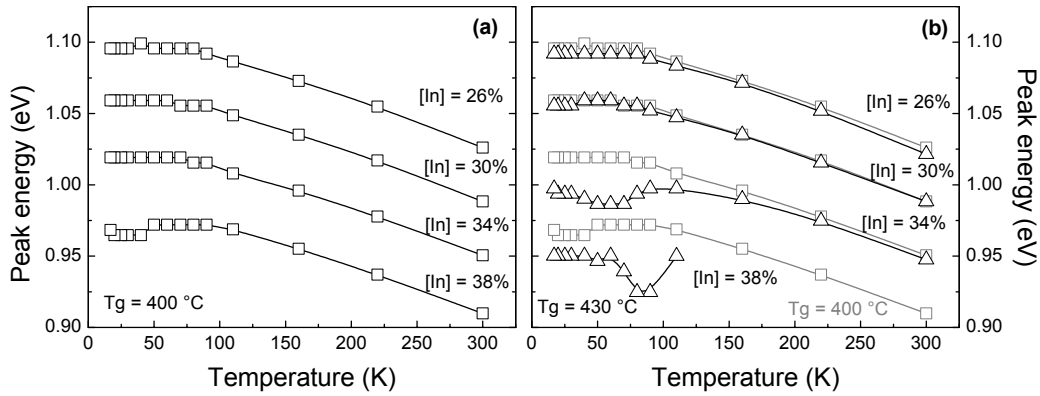 (a)
(b)
Peak energy (eV)
1.10
1.05
1.00
0.95
0.90
[In] = 26%
[In] = 30%
[In] = 34%
[In] = 38%
Tg = 400 °C
0 50 100 150 200 250 300
Temperature (K)
[In] = 26%
[In] = 30%
[In] = 34%
[In] = 38%
Tg = 430 °C
Tg = 400 °C
0 50 100 150 200 250 300
Temperature (K)
1.10
1.05
1.00
0.95
0.90
Peak energy (eV)